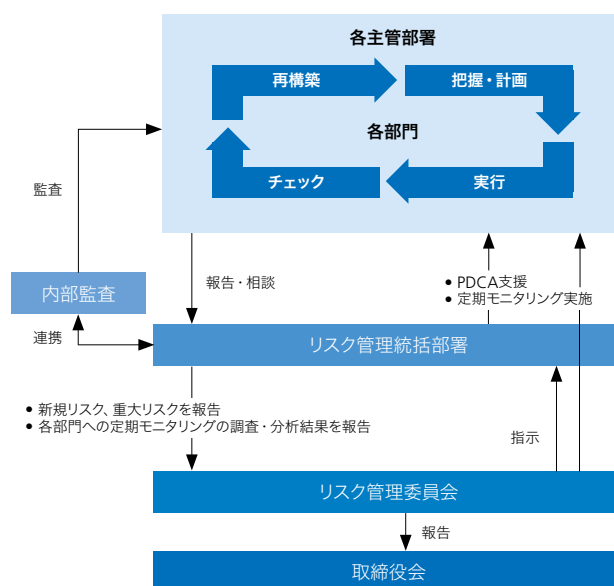 各主管部署
再構築
把握・計画
各部門
チェック
実行
監査
内部監査
報告・相談
● PDCA支援
● 定期モニタリング実施
連携
リスク管理統括部署
● 新規リスク、重大リスクを報告
● 各部門への定期モニタリングの調査・分析結果を報告
指示
リスク管理委員会
報告
取締役会